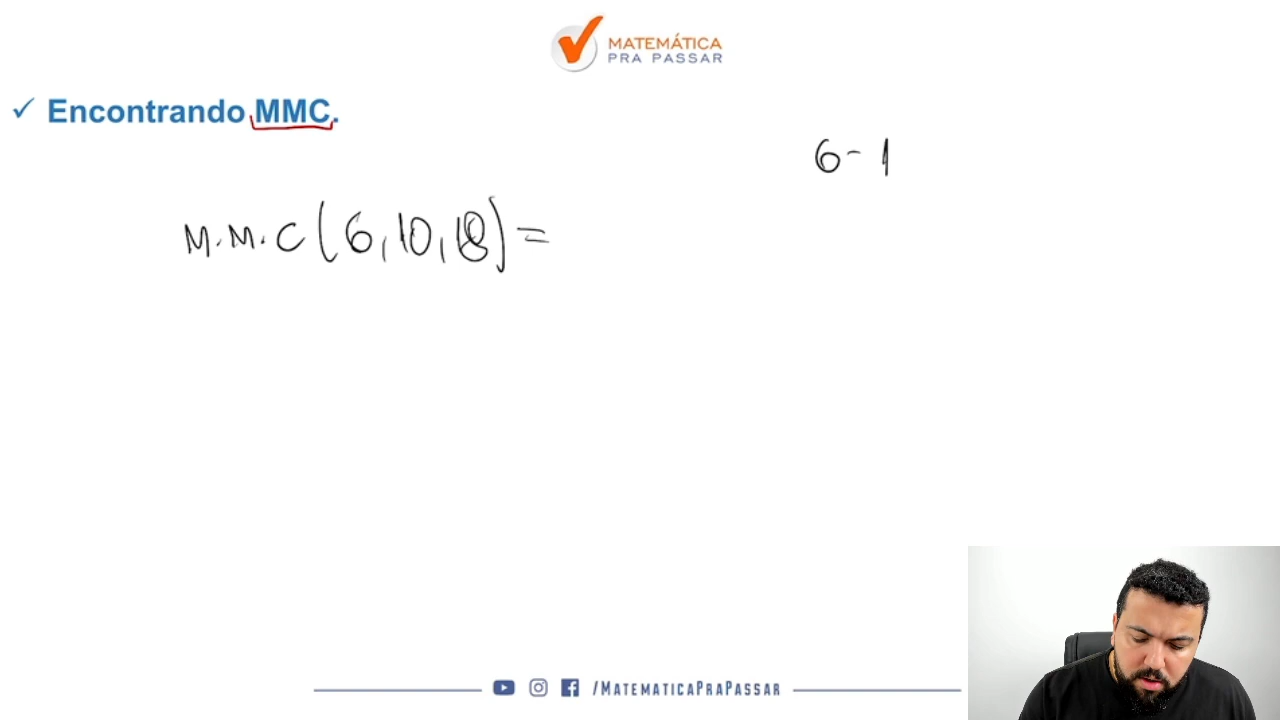 MATEMÁTICA
PRA PASSAR
✓ Encontrando MMC.
6 - 1
M.M.C(6,10,18)=
/MATEMATICAPRAPASSAR